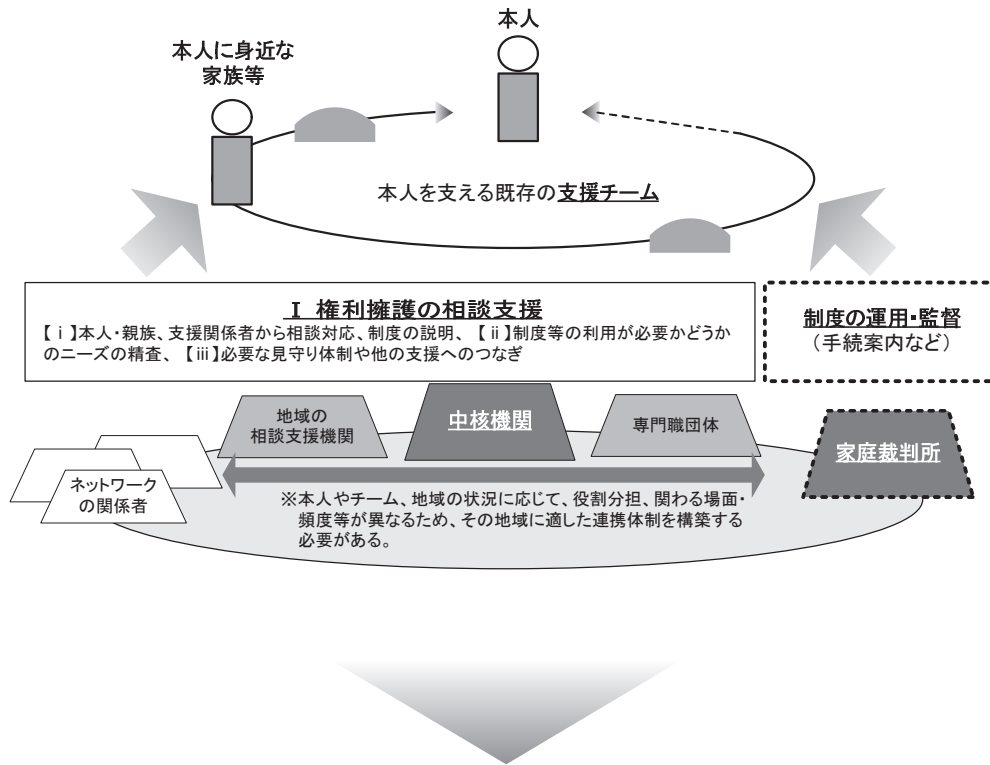 本人
本人に身近な
家族等
本人を支える既存の支援チーム
Ⅰ 権利擁護の相談支援
【ⅰ】本人・親族、支援関係者から相談対応、制度の説明、【ⅱ】制度等の利用が必要かどうか
のニーズの精査、【ⅲ】必要な見守り体制や他の支援へのつなぎ
制度の運用・監督
（手続案内など）
地域の
相談支援機関
中核機関
専門職団体
家庭裁判所
ネットワーク
の関係者
※本人やチーム、地域の状況に応じて、役割分担、関わる場面・
頻度等が異なるため、その地域に適した連携体制を構築する
必要がある。